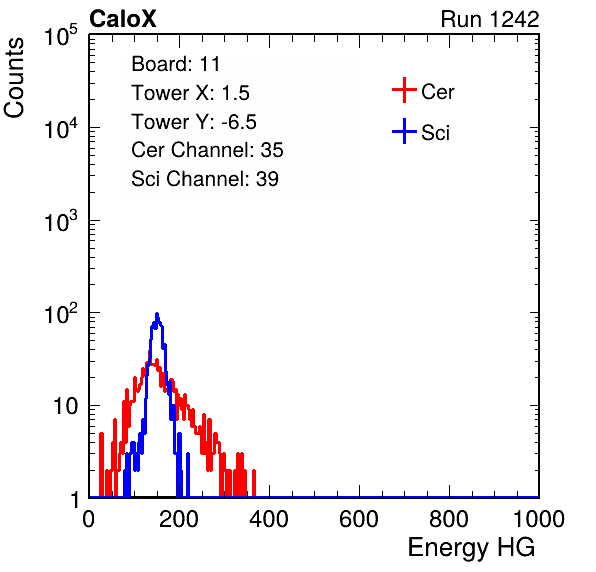 CaloX Run 1242
Counts
Board: 11
Tower X: 1.5
Tower Y: -6.5
Cer Channel: 35
Sci Channel: 39
Cer
Sci
10^5
10^4
10^3
10^2
10
1
0 200 400 600 800 1000
Energy HG